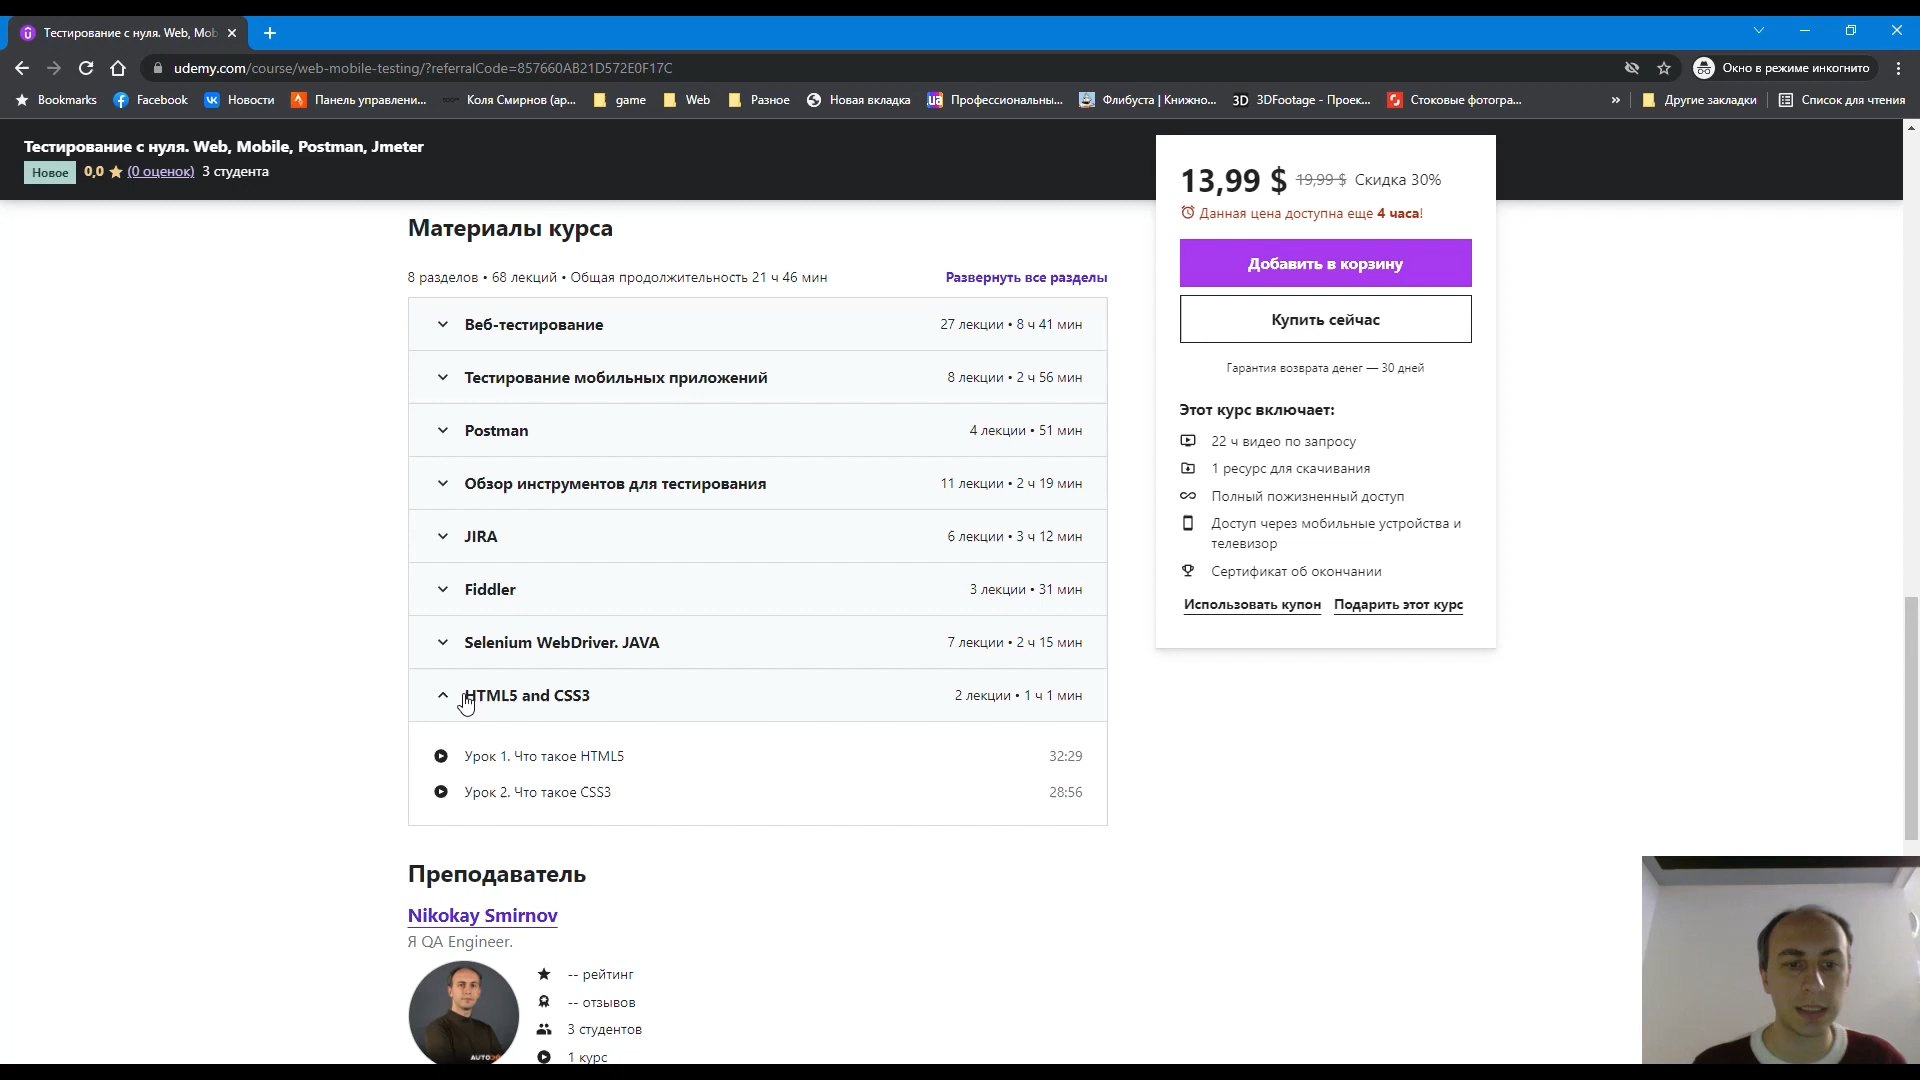 Тестирование с нуля. Web, Mob
udemy.com/course/web-mobile-testing/?referralCode=857660AB21D572E0F17C
Окно в режиме инкогнито
Bookmarks Facebook Новости Панель управлени... Коля Смирнов (ар... game Web Разное Новая вкладка Профессиональны... Флибуста | Книжно... 3DFootage - Проек... Стоковые фотогра... » Другие закладки Список для чтения
Тестирование с нуля. Web, Mobile, Postman, Jmeter
Новое 0,0 (0 оценок) 3 студента
13,99 $ 19,99 $ Скидка 30%
Данная цена доступна еще 4 часа!
Добавить в корзину
Купить сейчас
Гарантия возврата денег — 30 дней
Этот курс включает:
22 ч видео по запросу
1 ресурс для скачивания
Полный пожизненный доступ
Доступ через мобильные устройства и
телевизор
Сертификат об окончании
Использовать купон Подарить этот курс
Материалы курса
8 разделов • 68 лекций • Общая продолжительность 21 ч 46 мин Развернуть все разделы
Веб-тестирование 27 лекции • 8 ч 41 мин
Тестирование мобильных приложений 8 лекции • 2 ч 56 мин
Postman 4 лекции • 51 мин
Обзор инструментов для тестирования 11 лекции • 2 ч 19 мин
JIRA 6 лекции • 3 ч 12 мин
Fiddler 3 лекции • 31 мин
Selenium WebDriver. JAVA 7 лекции • 2 ч 15 мин
HTML5 and CSS3 2 лекции • 1 ч 1 мин
Урок 1. Что такое HTML5 32:29
Урок 2. Что такое CSS3 28:56
Преподаватель
Nikokay Smirnov
Я QA Engineer.
-- рейтинг
-- отзывов
3 студентов
1 курс